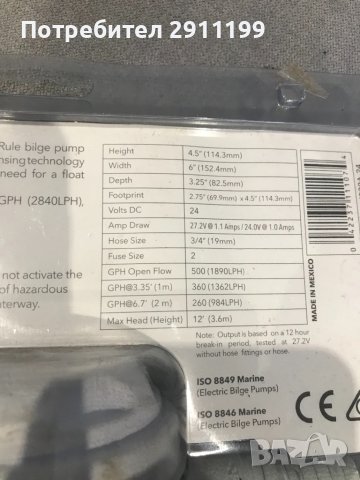 Потребител 2911199
Rule bilge pump
nsing technology
need for a float
GPH (2840LPH),
not activate the
of hazardous
nterway.
Height 4.5" (114.3mm)
Width 6" (152.4mm)
Depth 3.25" (82.5mm)
Footprint 2.75" (69.9mm) x 4.5" (114.3mm)
Volts DC 24
Amp Draw 27.2V @ 1.1 Amps / 24.0V @ 1.0 Amps
Hose Size 3/4" (19mm)
Fuse Size 2
GPH Open Flow 500 (1890LPH)
GPH@3.35' (1m) 360 (1362LPH)
GPH@6.7' (2 m) 260 (984LPH)
Max Head (Height) 12' (3.6m)
Note: Output is based on a 12 hour
break-in period, tested at 27.2V
without hose fittings or hose.
ISO 8849 Marine
(Electric Bilge Pumps)
ISO 8846 Marine
(Electric Bilge Pumps)
MADE IN MEXICO
CE
BAZAR